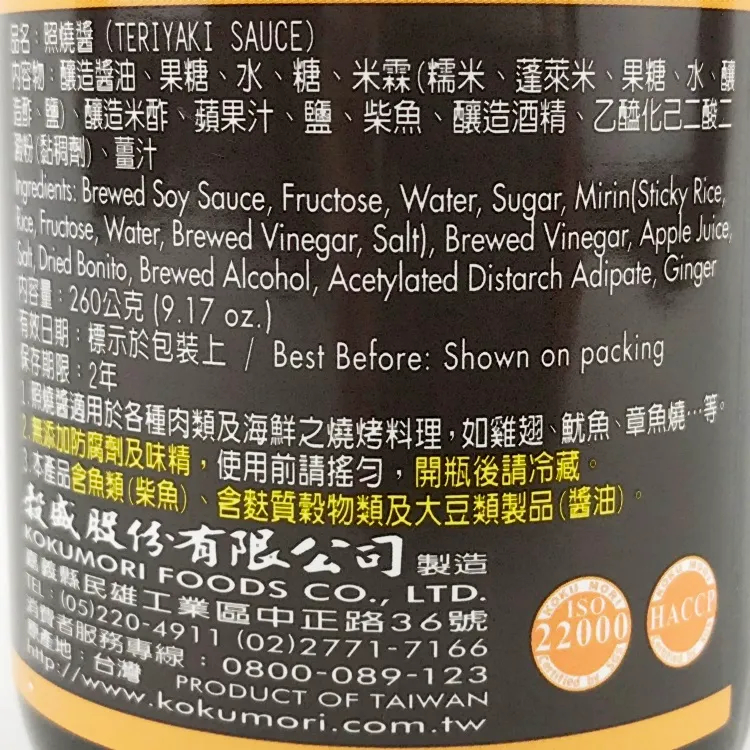 品名：照燒醬 (TERIYAKI SAUCE)
內容物：釀造醬油、果糖、水、糖、米霖(糯米、蓬萊米、果糖、水、釀
造酢、鹽)、釀造米酢、蘋果汁、鹽、柴魚、釀造酒精、乙醯化己二酸二
澱粉(黏稠劑)、薑汁
Ingredients: Brewed Soy Sauce, Fructose, Water, Sugar, Mirin(Sticky Rice,
Rice, Fructose, Water, Brewed Vinegar, Salt), Brewed Vinegar, Apple Juice,
Salt, Dried Bonito, Brewed Alcohol, Acetylated Distarch Adipate, Ginger
內容量：260公克 (9.17 oz.)
有效日期：標示於包裝上 / Best Before: Shown on packing
保存期限：2年
1.照燒醬適用於各種肉類及海鮮之燒烤料理，如雞翅、魷魚、章魚燒…等。
2.無添加防腐劑及味精，使用前請搖勻，開瓶後請冷藏。
3.本產品含魚類(柴魚)、含麩質穀物類及大豆類製品(醬油)。
穀盛股份有限公司 製造
KOKUMORI FOODS CO., LTD.
嘉義縣民雄工業區中正路36號
TEL：(05)220-4911 (02)2771-7166
消費者服務專線：0800-089-123
原產地：台灣 PRODUCT OF TAIWAN
http://www.kokumori.com.tw
KOKU MORI
ISO
22000
Certified by SGS
KOKU MORI
HACCP